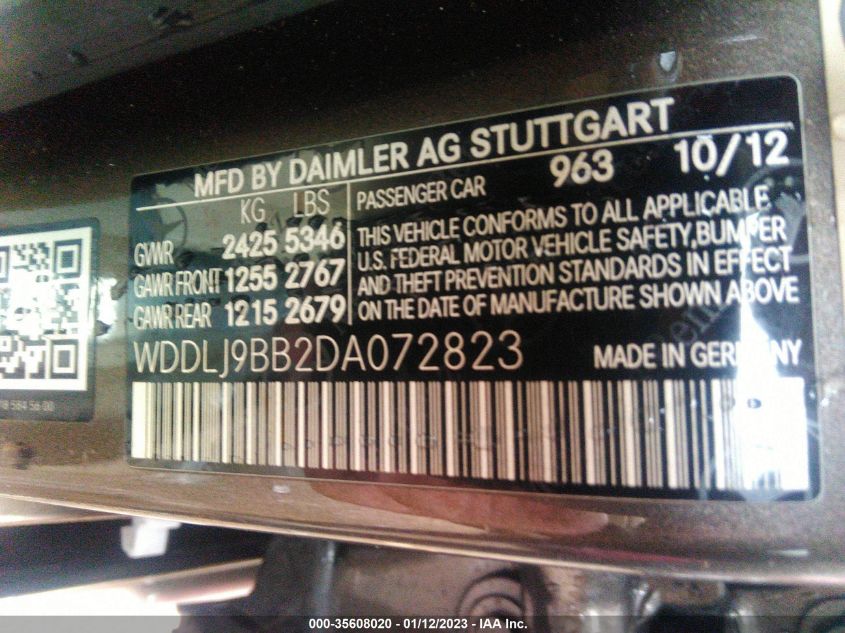 MFD BY DAIMLER AG STUTTGART
KG LBS
GVWR 2425 5346
GAWR FRONT 1255 2767
GAWR REAR 1215 2679
PASSENGER CAR 963 10/12
THIS VEHICLE CONFORMS TO ALL APPLICABLE
U.S. FEDERAL MOTOR VEHICLE SAFETY,BUMPER
AND THEFT PREVENTION STANDARDS IN EFFECT
ON THE DATE OF MANUFACTURE SHOWN ABOVE
WDDLJ9BB2DA072823 MADE IN GERMANY
584 56 00
000-35608020 - 01/12/2023 - IAA Inc.